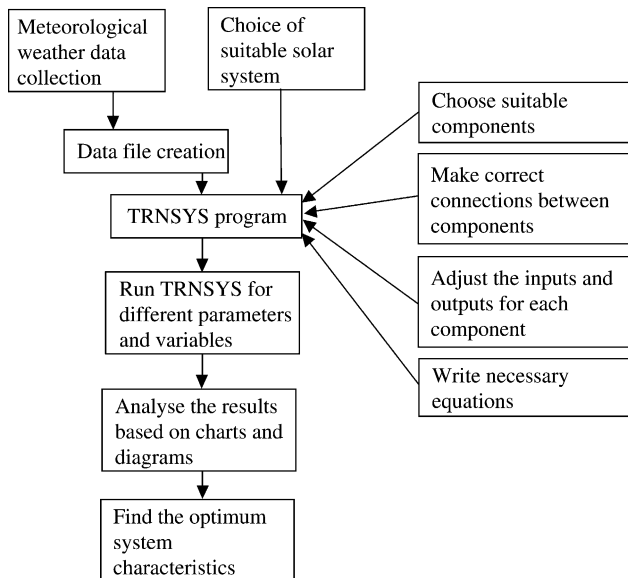 Meteorological
weather data
collection
Choice of
suitable solar
system
Data file creation
TRNSYS program
Run TRNSYS for
different parameters
and variables
Analyse the results
based on charts and
diagrams
Find the optimum
system
characteristics
Choose suitable
components
Make correct
connections between
components
Adjust the inputs and
outputs for each
component
Write necessary
equations